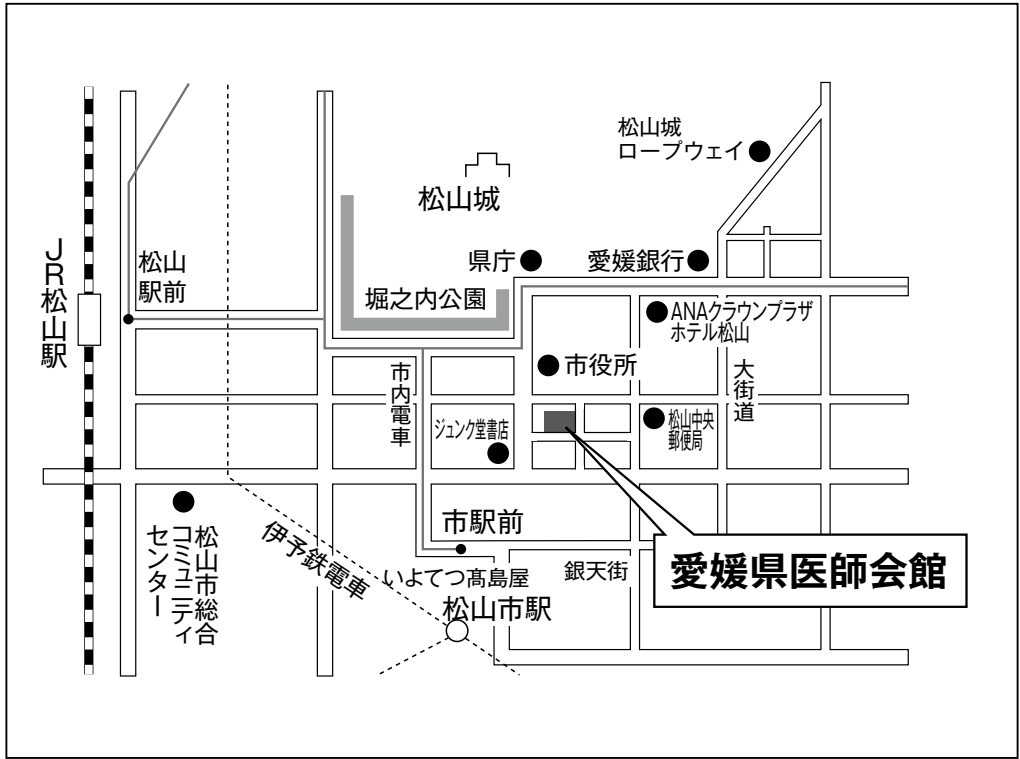 松山城
ロープウェイ
松山城
県庁
愛媛銀行
JR松山駅
松山
駅前
堀之内公園
ANAクラウンプラザ
ホテル松山
市役所
市内電車
大街道
ジュンク堂書店
松山中央
郵便局
松山市総合
コミュニティ
センター
伊予鉄電車
市駅前
いよてつ髙島屋
銀天街
愛媛県医師会館
松山市駅